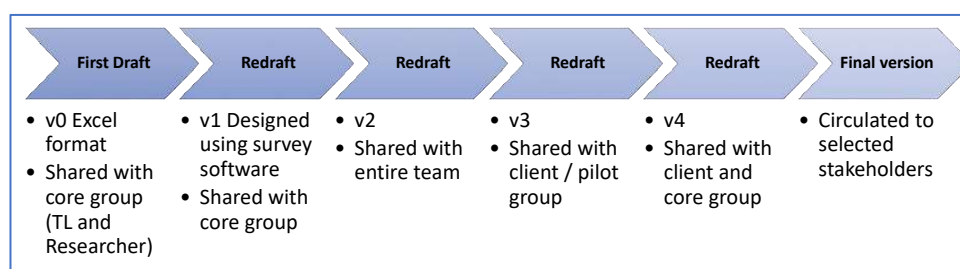 First Draft
Redraft
Redraft
Redraft
Redraft
Final version
• v0 Excel
format
• Shared with
core group
(TL and
Researcher)
• v1 Designed
using survey
software
• Shared with
core group
• v2
• Shared with
entire team
• v3
• Shared with
client / pilot
group
• v4
• Shared with
client and
core group
• Circulated to
selected
stakeholders